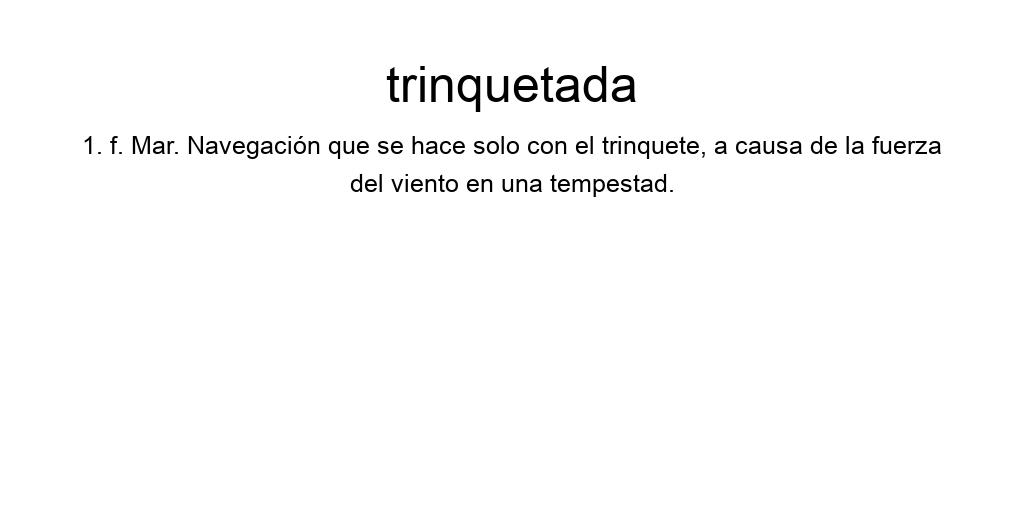 trinquetada
1. f. Mar. Navegación que se hace solo con el trinquete, a causa de la fuerza
del viento en una tempestad.